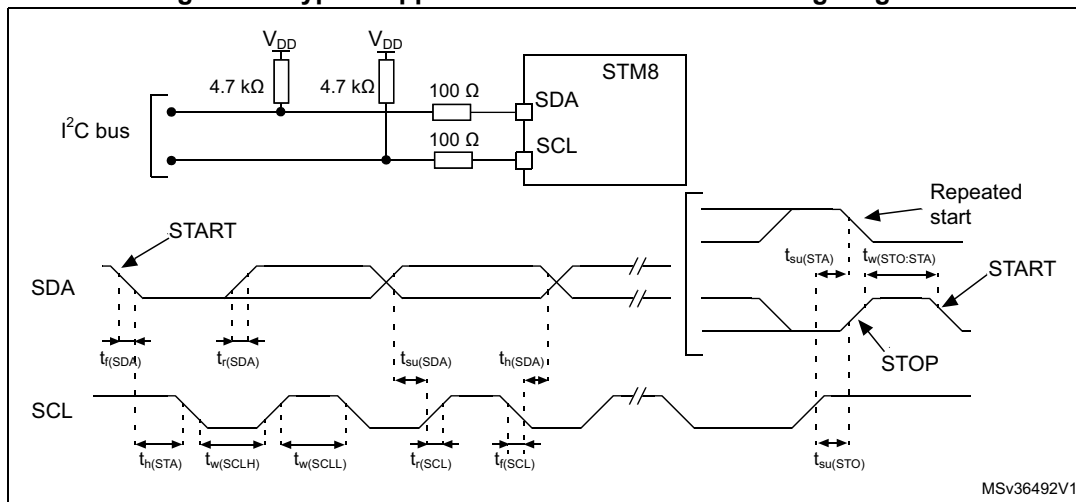 V_DD V_DD
STM8
4.7 kΩ 4.7 kΩ 100 Ω
SDA
I²C bus
100 Ω SCL
Repeated
start
START
t_su(STA) t_w(STO:STA)
START
SDA
STOP
t_f(SDA) t_r(SDA) t_su(SDA) t_h(SDA)
SCL
t_h(STA) t_w(SCLH) t_w(SCLL) t_r(SCL) t_f(SCL) t_su(STO)
MSv36492V1